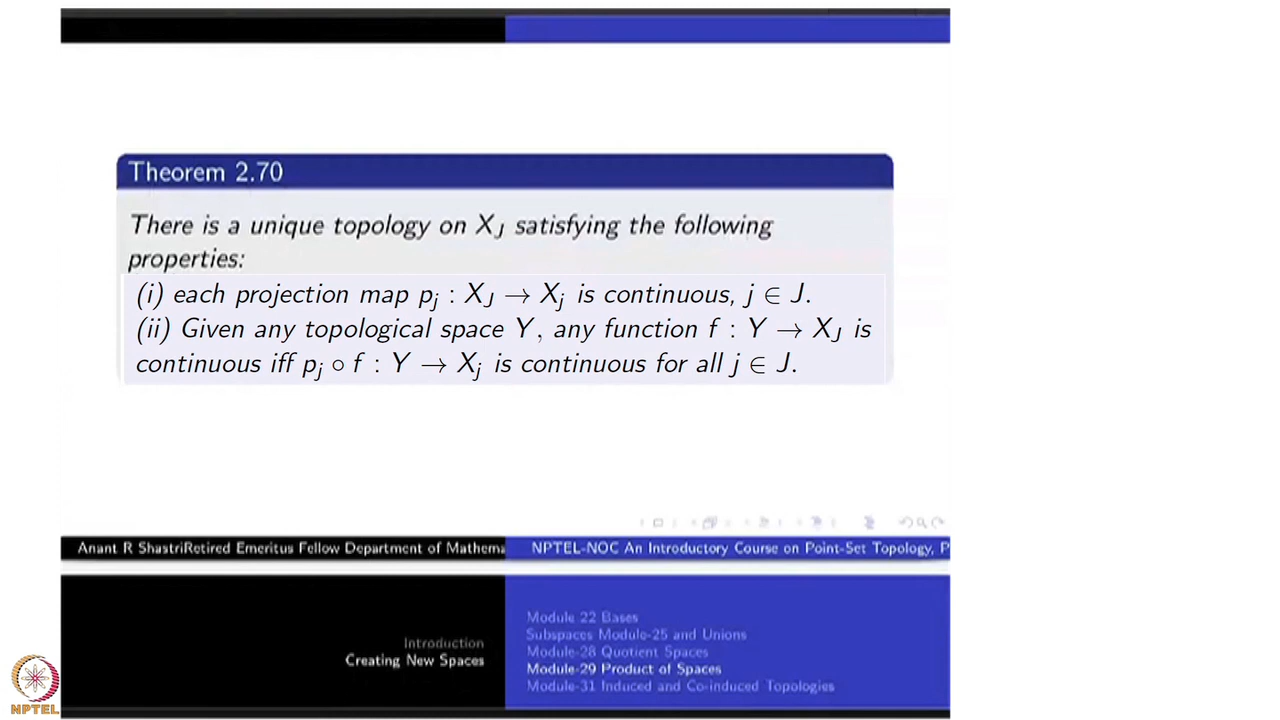 Theorem 2.70
There is a unique topology on X_J satisfying the following
properties:
(i) each projection map p_j : X_J → X_j is continuous, j ∈ J.
(ii) Given any topological space Y, any function f : Y → X_J is
continuous iff p_j ∘ f : Y → X_j is continuous for all j ∈ J.
Anant R ShastriRetired Emeritus Fellow Department of Mathema
NPTEL-NOC An Introductory Course on Point-Set Topology, P
Introduction
Creating New Spaces
Module 22 Bases
Subspaces Module-25 and Unions
Module-28 Quotient Spaces
Module-29 Product of Spaces
Module-31 Induced and Co-induced Topologies
NPTEL